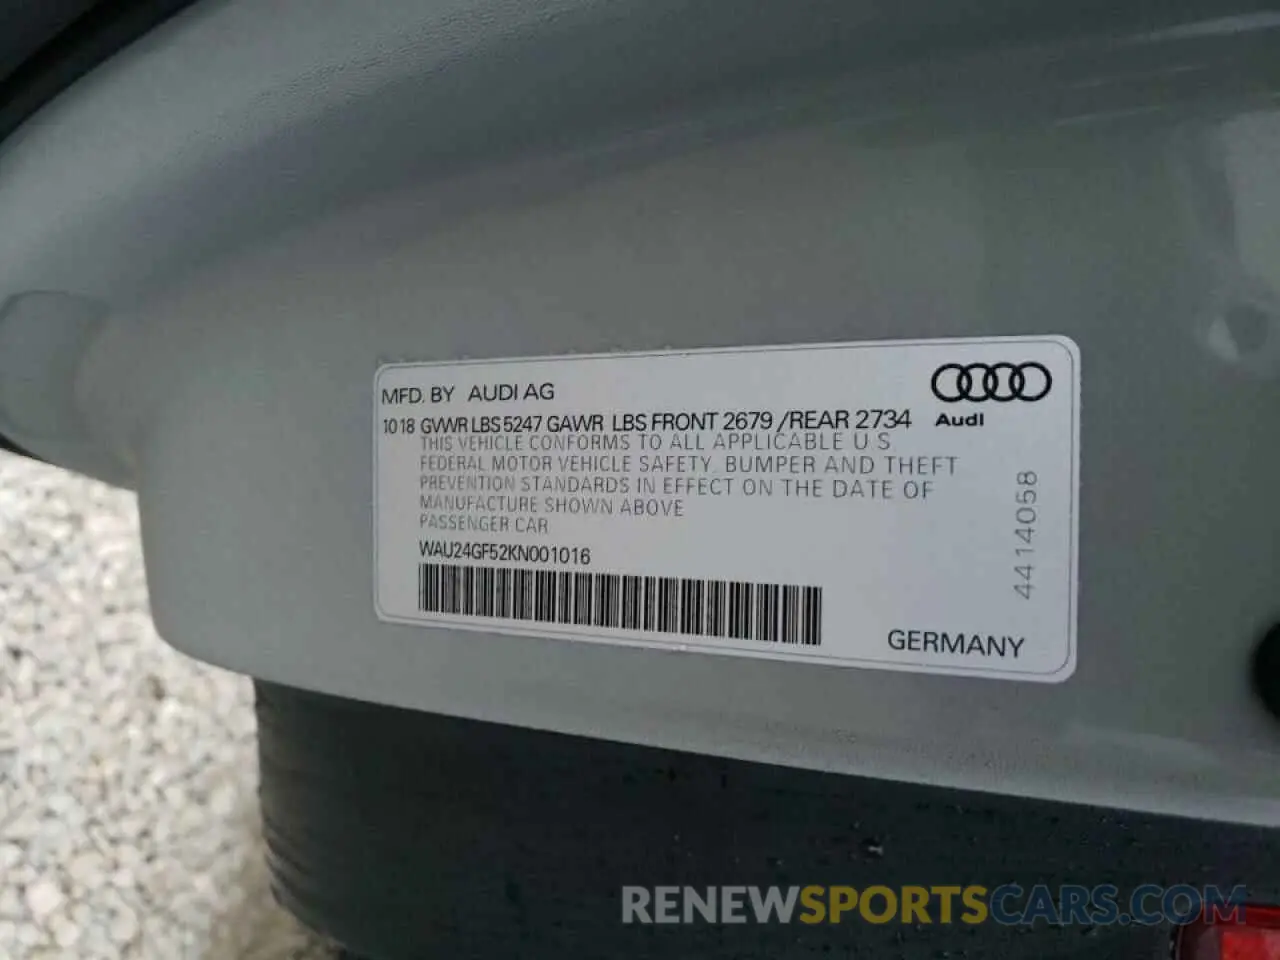 MFD. BY AUDI AG
Audi
1018 GVWR LBS 5247 GAWR LBS FRONT 2679 /REAR 2734
THIS VEHICLE CONFORMS TO ALL APPLICABLE U S
FEDERAL MOTOR VEHICLE SAFETY, BUMPER AND THEFT
PREVENTION STANDARDS IN EFFECT ON THE DATE OF
MANUFACTURE SHOWN ABOVE
PASSENGER CAR
WAU24GF52KN001016
4414058
GERMANY
RENEWSPORTSCARS.COM